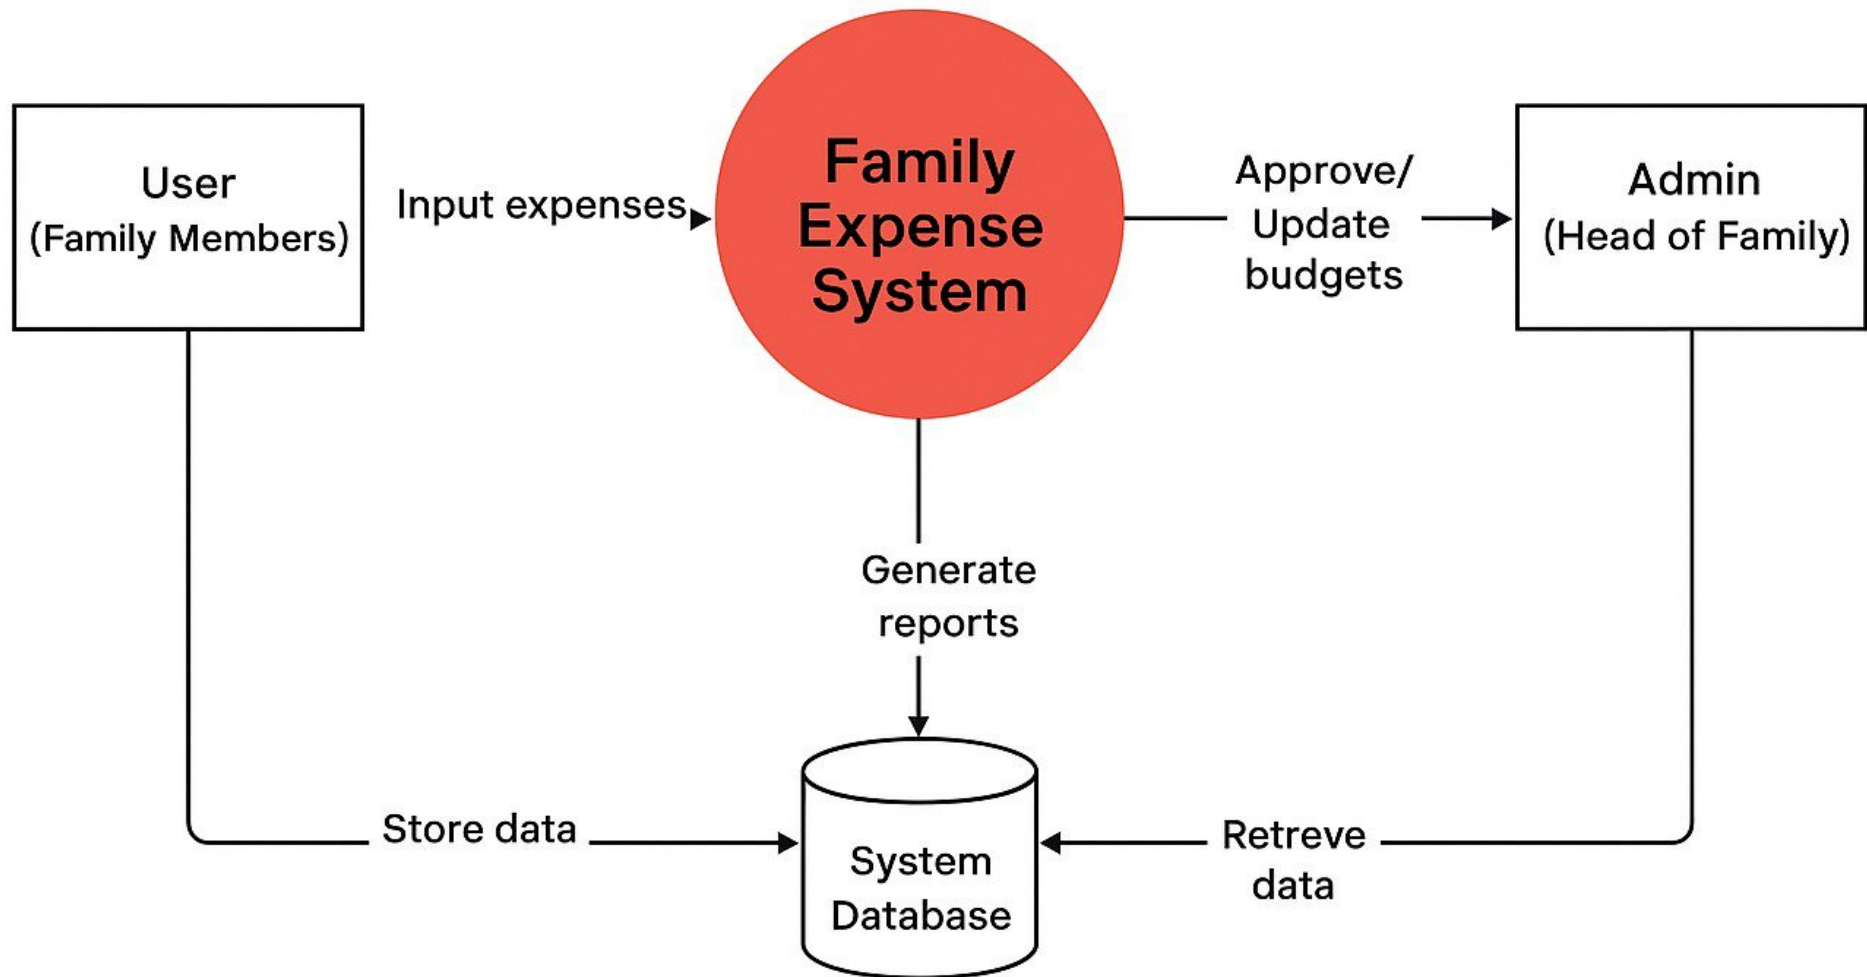 User
(Family Members)
Input expenses
Family
Expense
System
Approve/
Update
budgets
Admin
(Head of Family)
Generate
reports
Store data
System
Database
Retreve
data